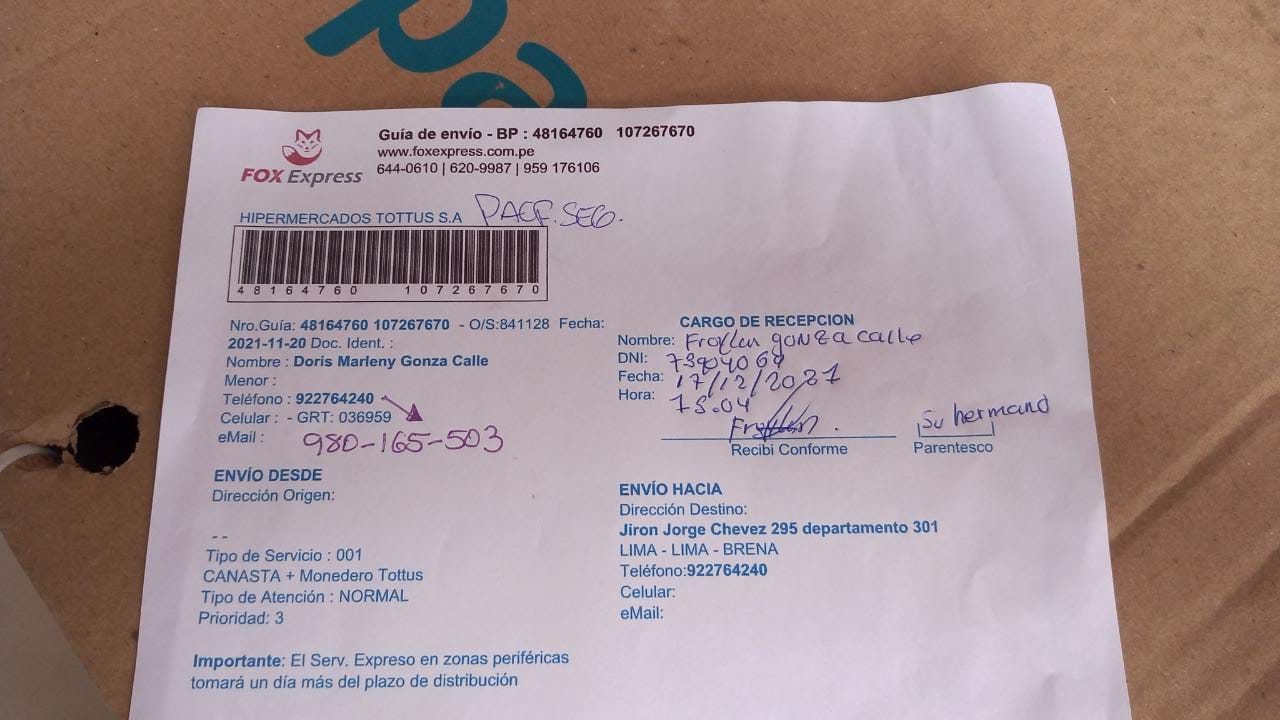 pa
Guía de envío - BP : 48164760 107267670
www.foxexpress.com.pe
644-0610 | 620-9987 | 959 176106
FOX Express
HIPERMERCADOS TOTTUS S.A PACF. SEG.
48164760 107267670
Nro.Guía: 48164760 107267670 - O/S:841128 Fecha:
2021-11-20 Doc. Ident. :
Nombre : Doris Marleny Gonza Calle
Menor :
Teléfono : 922764240
Celular : - GRT: 036959
eMail :
980-165-503
CARGO DE RECEPCION
Nombre: gonza calle
DNI:
Fecha: 17/12/2021
Hora: 15.04
Su hermano
Recibi Conforme Parentesco
ENVÍO DESDE
Dirección Origen:
- -
Tipo de Servicio : 001
CANASTA + Monedero Tottus
Tipo de Atención : NORMAL
Prioridad: 3
ENVÍO HACIA
Dirección Destino:
Jiron Jorge Chevez 295 departamento 301
LIMA - LIMA - BRENA
Teléfono:922764240
Celular:
eMail:
Importante: El Serv. Expreso en zonas periféricas
tomará un día más del plazo de distribución